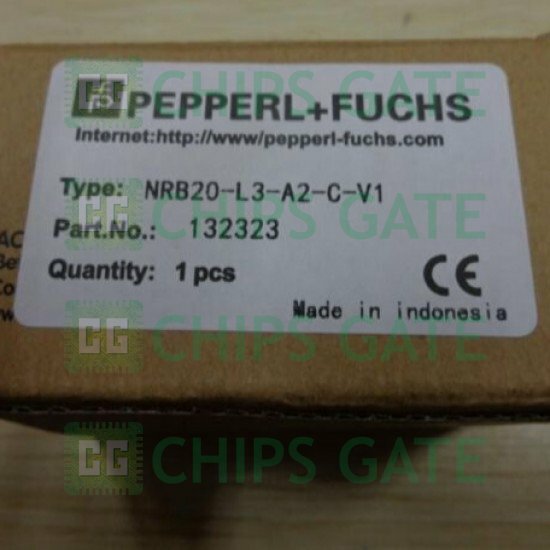 CHIPS GATE
PEPPERL+FUCHS
Internet:http://www/pepperl-fuchs.com
Type: NRB20-L3-A2-C-V1
CHIPS GATE
Part.No.: 132323
Quantity: 1 pcs
CE
Made in indonesia
CHIPS GATE
CHIPS GATE